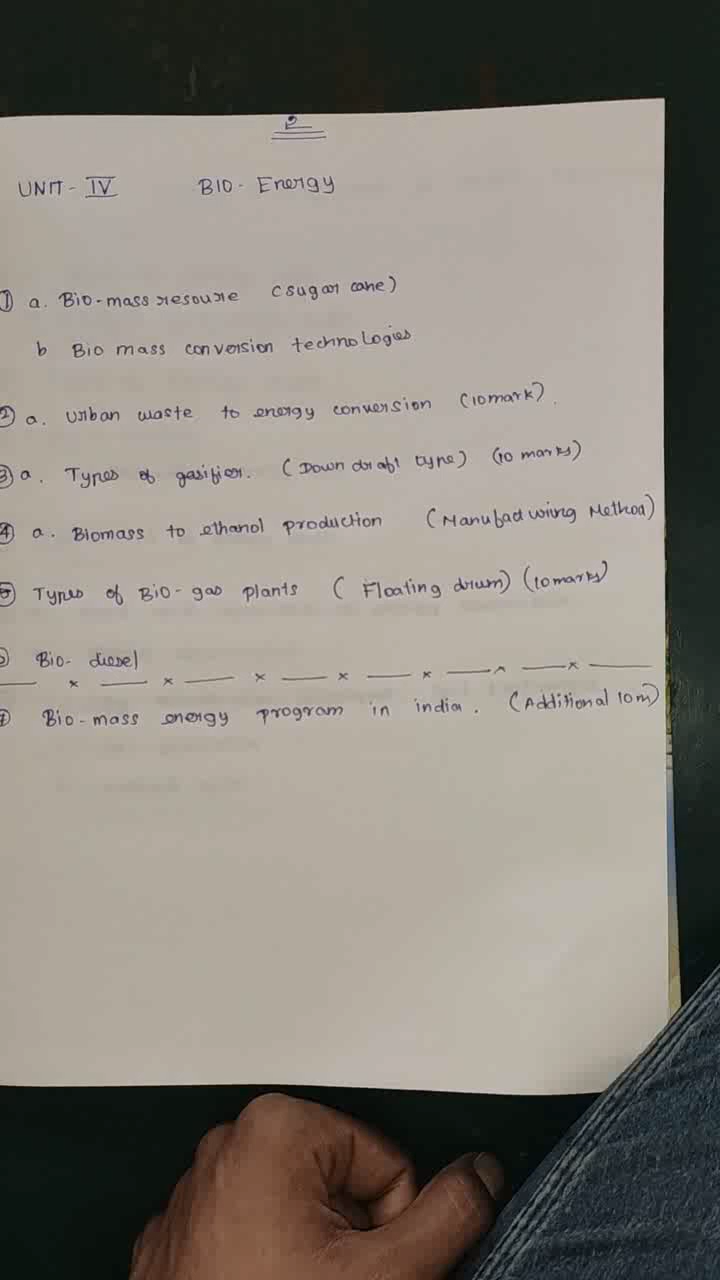 2
UNIT - IV BIO - Energy
① a. Bio-mass resourse (sugar cane)
b Bio mass conversion technologies
② a. Urban waste to energy conversion (10mark).
③ a. Types of gasifier. (Down draft type) (10 marks)
④ a. Biomass to ethanol production (Manufacturing Method)
⑤ Types of Bio-gas plants (Floating drum) (10marks)
Bio-diesel
⑦ Bio-mass energy program in india. (Additional 10m)